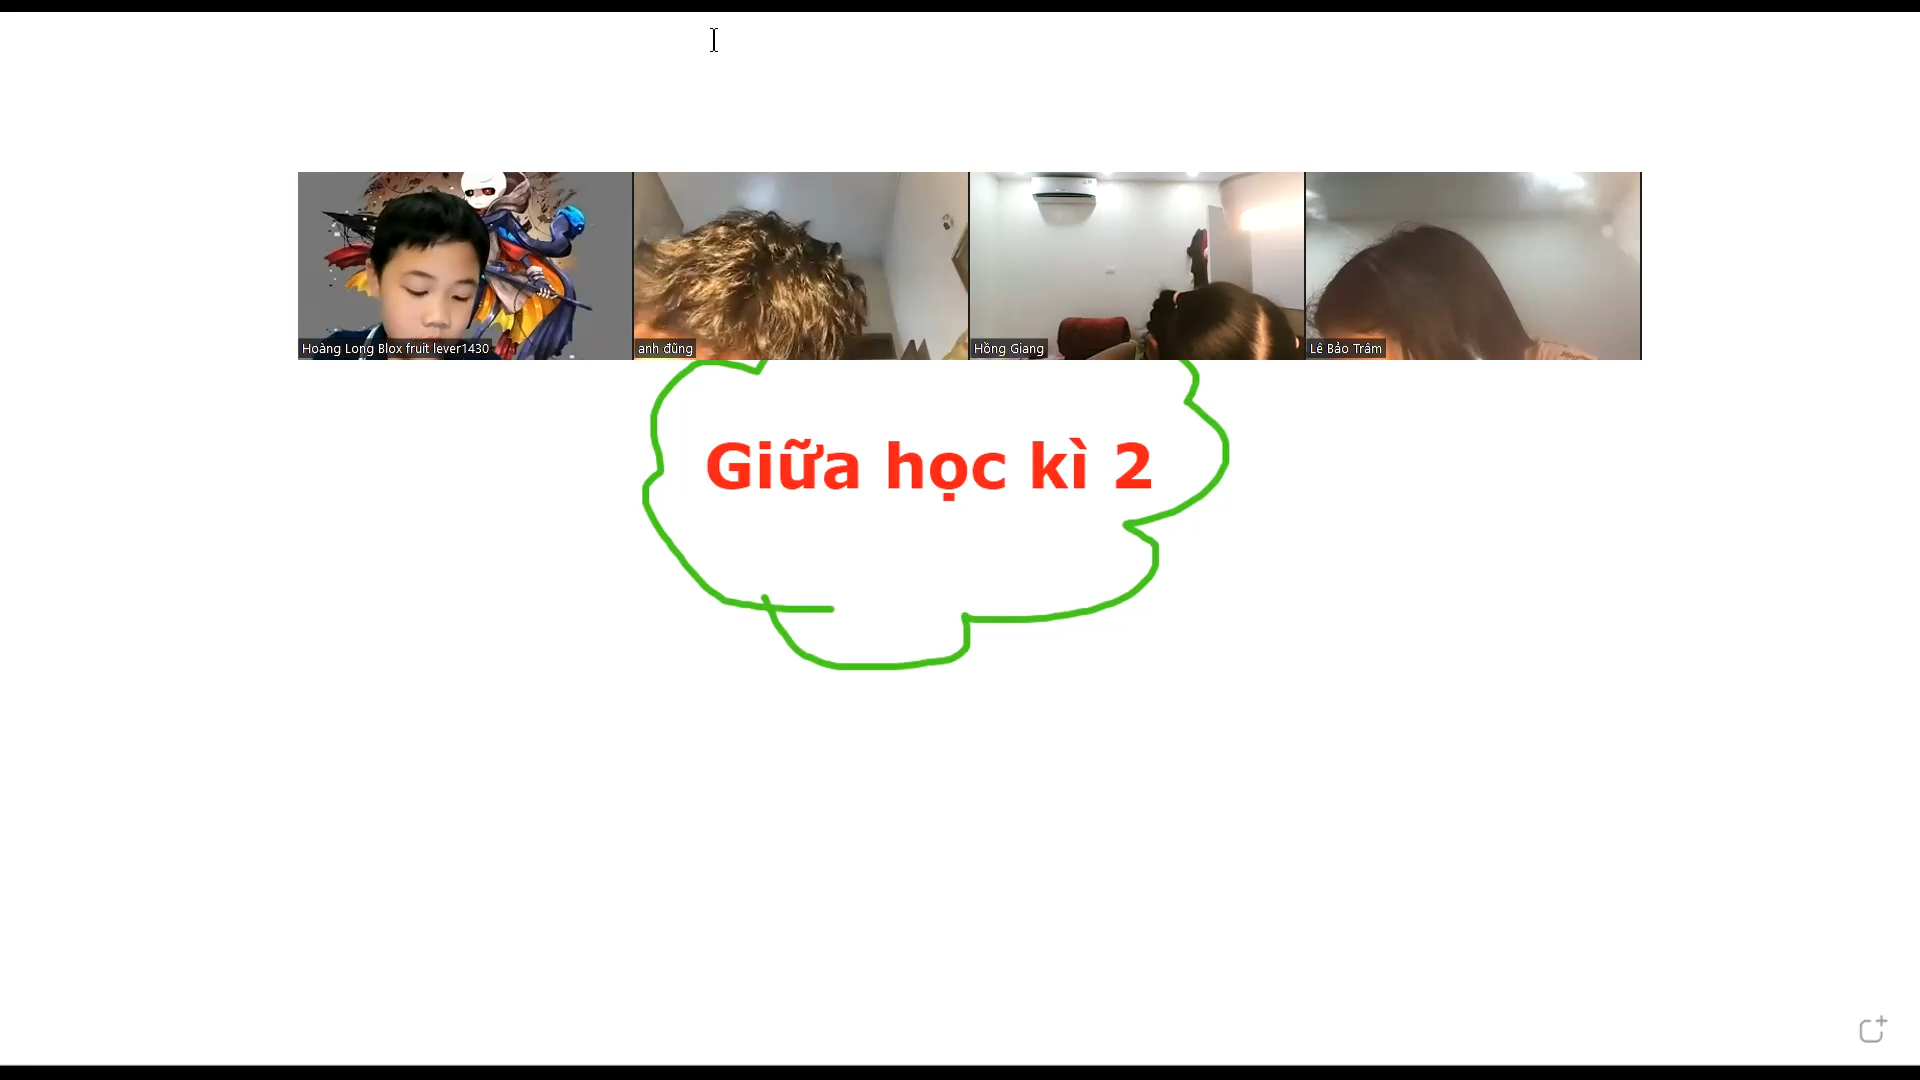 Hoàng Long Blox fruit lever1430
anh đũng
Hồng Giang
Lê Bảo Trâm
Giữa học kì 2